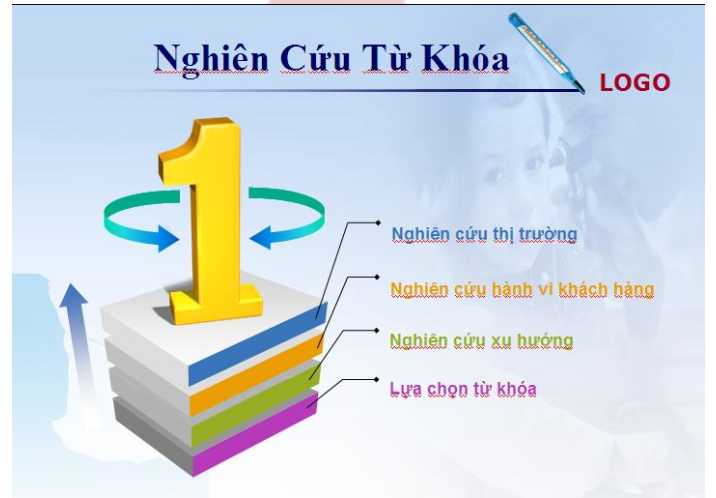 Nghiên Cứu Từ Khóa
LOGO
1
Nghiên cứu thị trường
Nghiên cứu hành vi khách hàng
Nghiên cứu xu hướng
Lựa chọn từ khóa